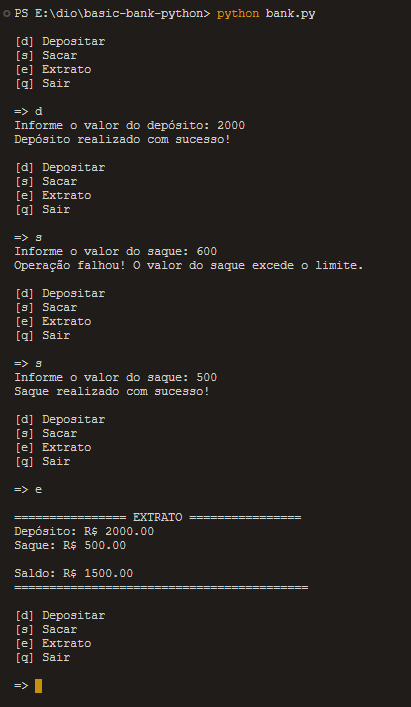 PS E:\dio\basic-bank-python> python bank.py
[d] Depositar
[s] Sacar
[e] Extrato
[q] Sair
=> d
Informe o valor do depósito: 2000
Depósito realizado com sucesso!
[d] Depositar
[s] Sacar
[e] Extrato
[q] Sair
=> s
Informe o valor do saque: 600
Operação falhou! O valor do saque excede o limite.
[d] Depositar
[s] Sacar
[e] Extrato
[q] Sair
=> s
Informe o valor do saque: 500
Saque realizado com sucesso!
[d] Depositar
[s] Sacar
[e] Extrato
[q] Sair
=> e
================ EXTRATO ================
Depósito: R$ 2000.00
Saque: R$ 500.00
Saldo: R$ 1500.00
==========================================
[d] Depositar
[s] Sacar
[e] Extrato
[q] Sair
=>